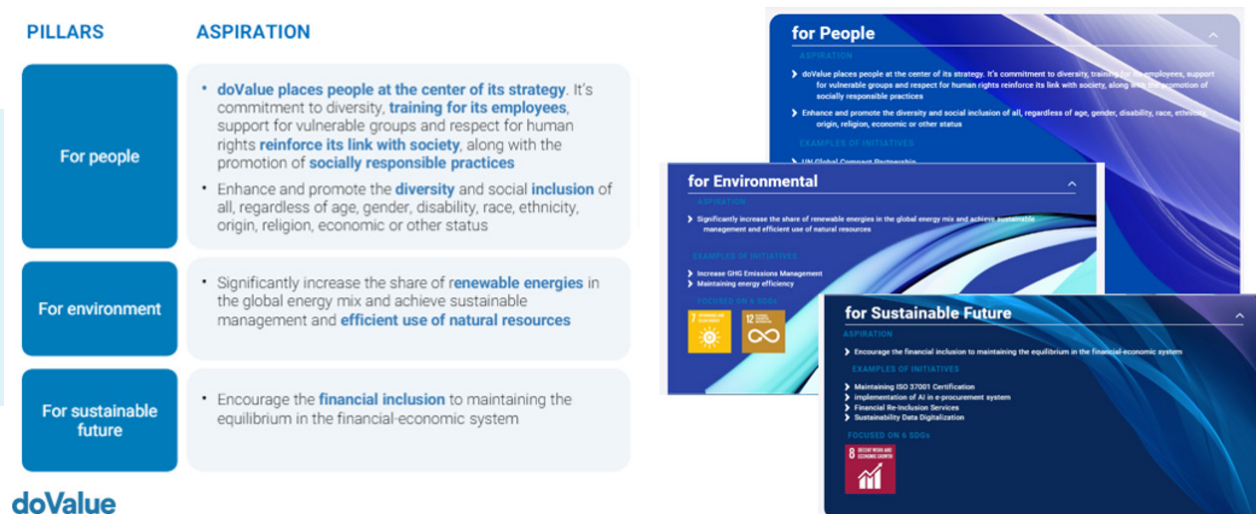 PILLARS
ASPIRATION
For people
• doValue places people at the center of its strategy. It's
commitment to diversity, training for its employees,
support for vulnerable groups and respect for human
rights reinforce its link with society, along with the
promotion of socially responsible practices
• Enhance and promote the diversity and social inclusion of
all, regardless of age, gender, disability, race, ethnicity,
origin, religion, economic or other status
For environment
• Significantly increase the share of renewable energies in
the global energy mix and achieve sustainable
management and efficient use of natural resources
For sustainable
future
• Encourage the financial inclusion to maintaining the
equilibrium in the financial-economic system
doValue
for People
ASPIRATION
doValue places people at the center of its strategy. It's commitment to diversity, training for its employees, support
for vulnerable groups and respect for human rights reinforce its link with society, along with the promotion of
socially responsible practices
Enhance and promote the diversity and social inclusion of all, regardless of age, gender, disability, race, ethnicity,
origin, religion, economic or other status
EXAMPLES OF INITIATIVES
UN Global Compact Partnership
for Environmental
ASPIRATION
Significantly increase the share of renewable energies in the global energy mix and achieve sustainable
management and efficient use of natural resources
EXAMPLES OF INITIATIVES
Increase GHG Emissions Management
Maintaining energy efficiency
FOCUSED ON 6 SDGs
7
12
for Sustainable Future
ASPIRATION
Encourage the financial inclusion to maintaining the equilibrium in the financial-economic system
EXAMPLES OF INITIATIVES
Maintaining ISO 37001 Certification
implementation of AI in e-procurement system
Financial Re-Inclusion Services
Sustainability Data Digitalization
FOCUSED ON 6 SDGs
8 DECENT WORK AND
ECONOMIC GROWTH